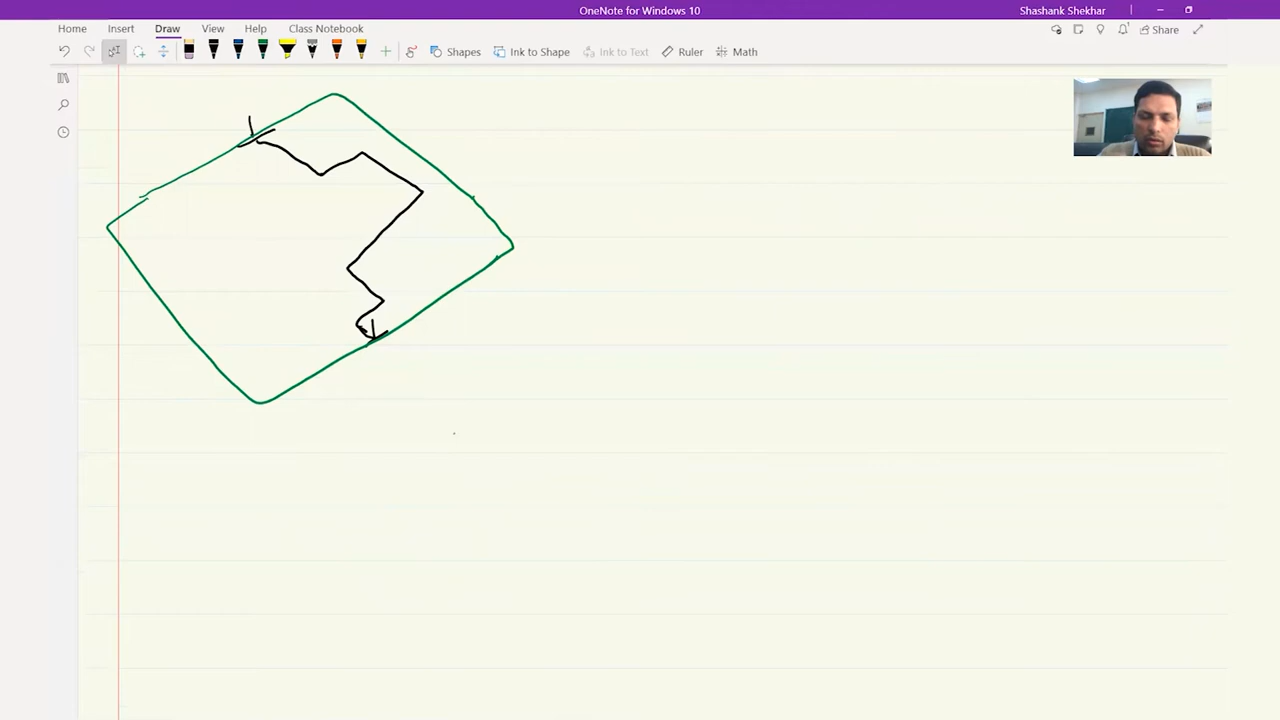 OneNote for Windows 10
Shashank Shekhar
Home Insert Draw View Help Class Notebook
Share
Shapes Ink to Shape Ink to Text Ruler Math